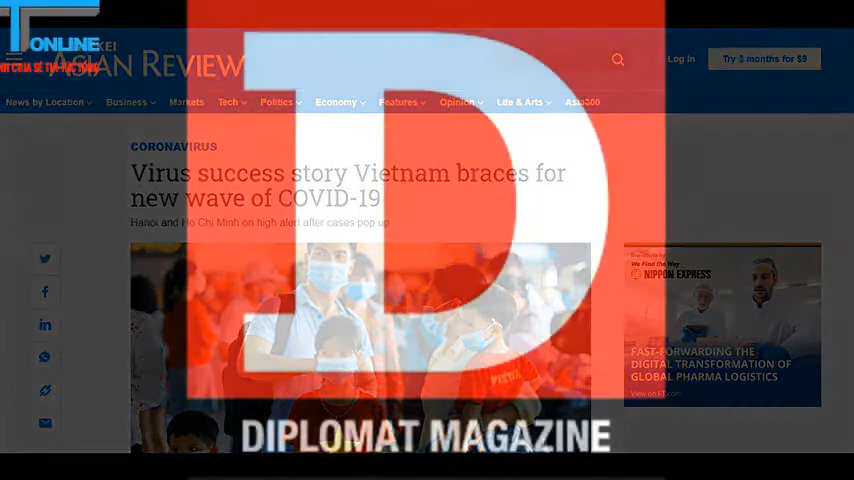 ONLINE
KEI
ASIAN REVIEW
Log in
Try 3 months for $9
News by Location
Business
Markets
Tech
Politics
Economy
Features
Opinion
Life & Arts
Asia300
CORONAVIRUS
Virus success story Vietnam braces for
new wave of COVID-19
Hanoi and Ho Chi Minh on high alert after cases pop up
We Find the Way
NIPPON EXPRESS
FAST-FORWARDING THE
DIGITAL TRANSFORMATION OF
GLOBAL PHARMA LOGISTICS
View on FT.com
D
DIPLOMAT MAGAZINE